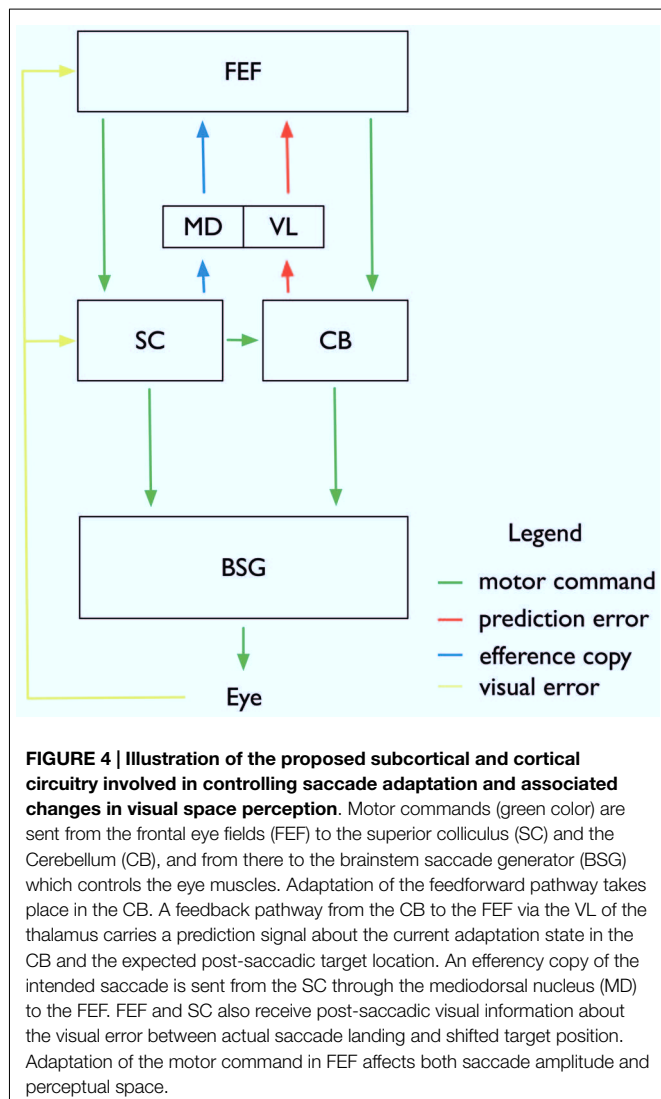 FEF
MD VL
SC CB
BSG
Eye
Legend
motor command
prediction error
efference copy
visual error
FIGURE 4 | Illustration of the proposed subcortical and cortical
circuitry involved in controlling saccade adaptation and associated
changes in visual space perception. Motor commands (green color) are
sent from the frontal eye fields (FEF) to the superior colliculus (SC) and the
Cerebellum (CB), and from there to the brainstem saccade generator (BSG)
which controls the eye muscles. Adaptation of the feedforward pathway takes
place in the CB. A feedback pathway from the CB to the FEF via the VL of the
thalamus carries a prediction signal about the current adaptation state in the
CB and the expected post-saccadic target location. An efferency copy of the
intended saccade is sent from the SC through the mediodorsal nucleus (MD)
to the FEF. FEF and SC also receive post-saccadic visual information about
the visual error between actual saccade landing and shifted target position.
Adaptation of the motor command in FEF affects both saccade amplitude and
perceptual space.